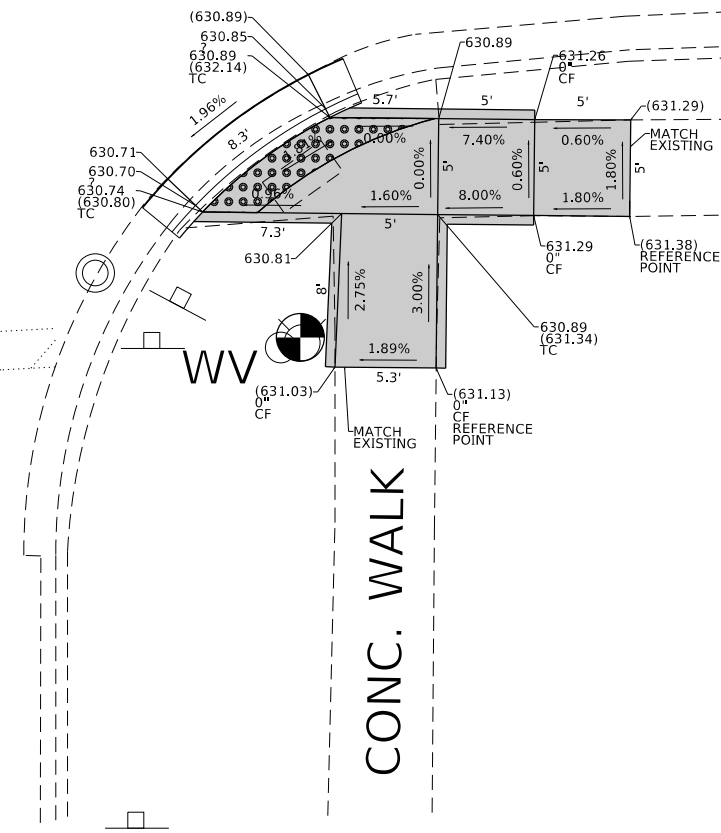 (630.89)
630.85
?
630.89
(632.14)
TC
630.89
631.26
0"
CF
5.7'
5'
5'
(631.29)
MATCH
EXISTING
1.96%
8.3'
1.81%
0.00%
7.40%
0.60%
0.00%
5'
0.60%
5'
1.80%
5'
630.71
630.70
?
630.74
(630.80)
TC
0.96%
1.60%
8.00%
1.80%
7.3'
5'
630.81
631.29
0"
CF
(631.38)
REFERENCE
POINT
8'
2.75%
3.00%
630.89
(631.34)
TC
1.89%
WV
5.3'
(631.03)
0"
CF
(631.13)
0"
CF
REFERENCE
POINT
MATCH
EXISTING
CONC. WALK